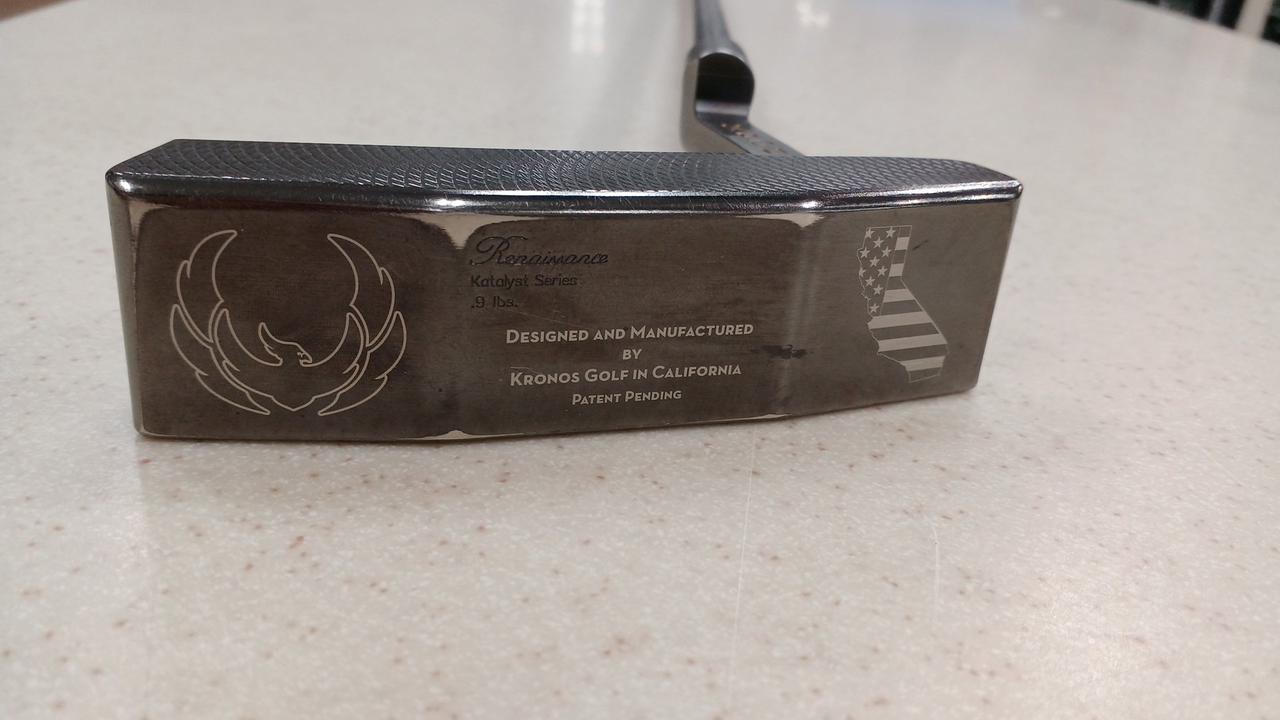 Renaissance
Katalyst Series
.9 lbs.
DESIGNED AND MANUFACTURED
BY
KRONOS GOLF IN CALIFORNIA
PATENT PENDING